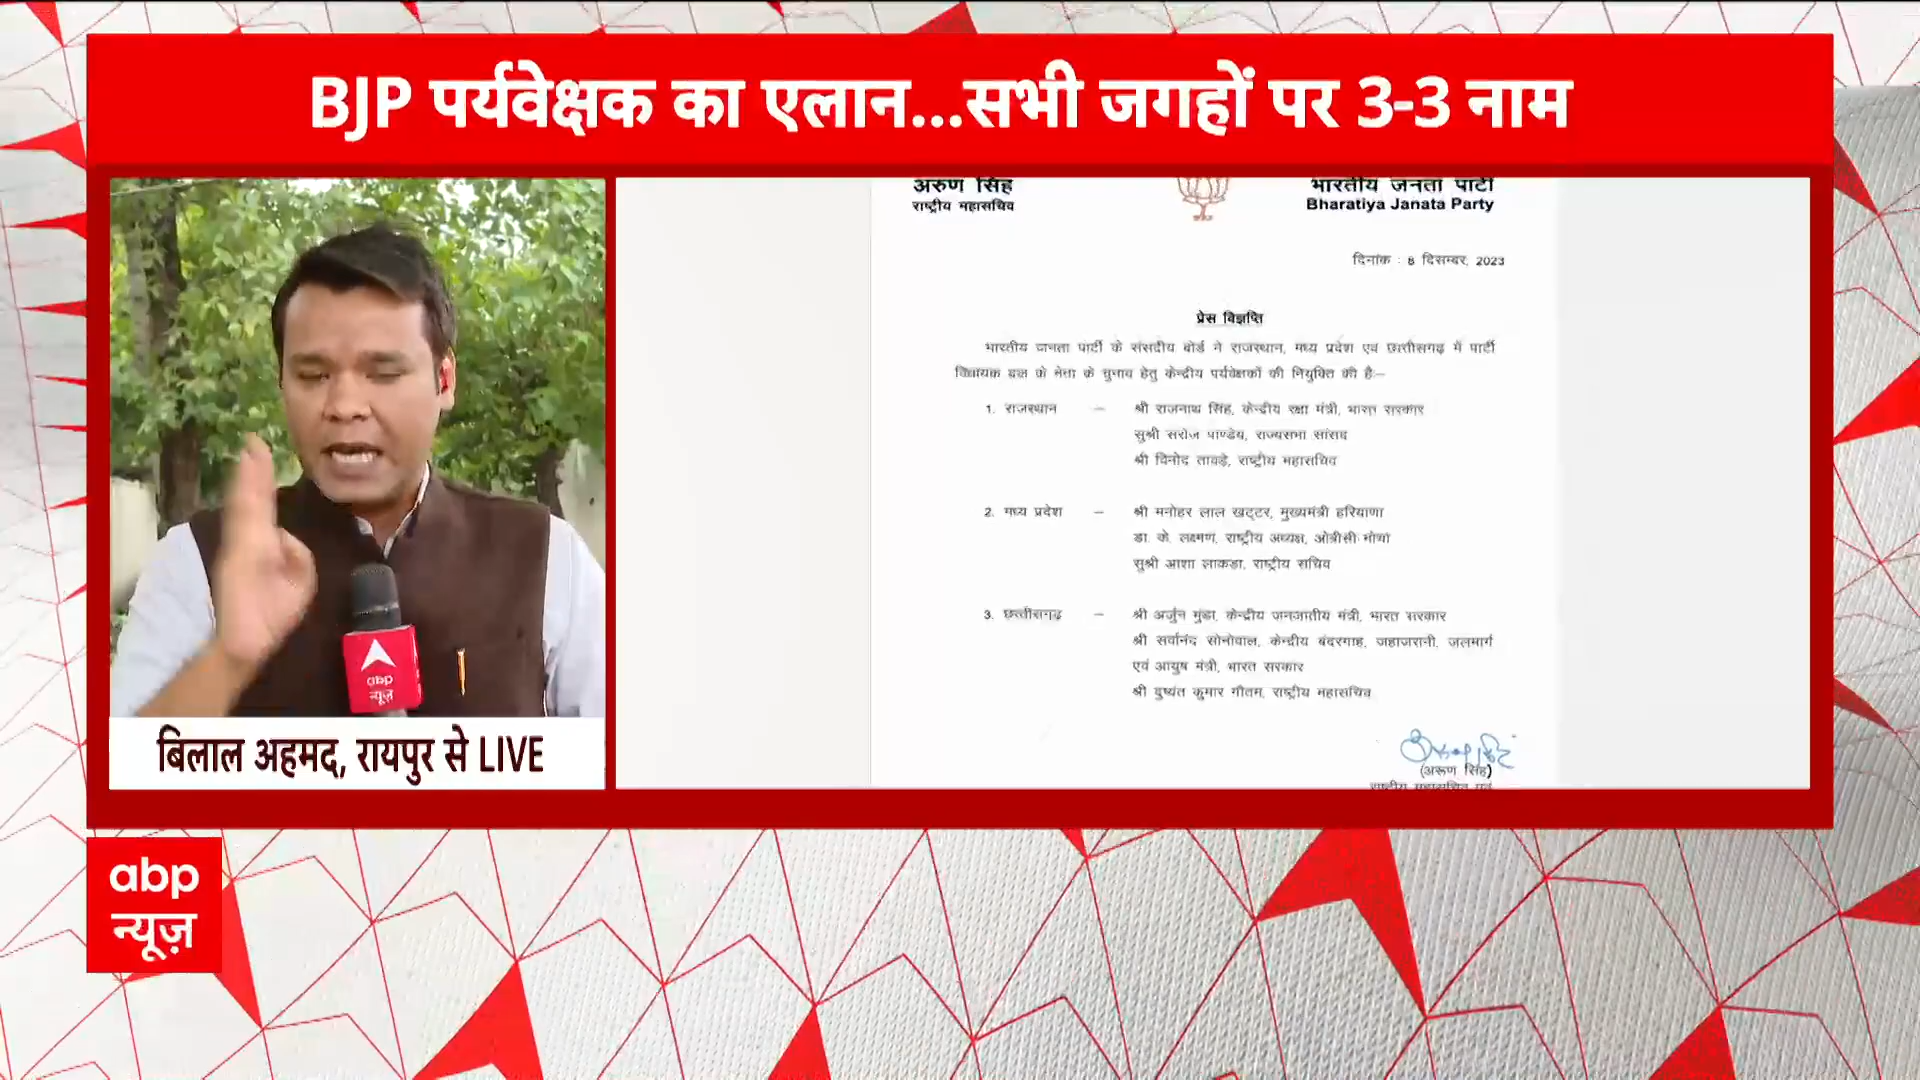 BJP पर्यवेक्षक का एलान...सभी जगहों पर 3-3 नाम
अरुण सिंह
राष्ट्रीय महासचिव
भारतीय जनता पार्टी
Bharatiya Janata Party
दिनांक : 8 दिसम्बर, 2023
प्रेस विज्ञप्ति
भारतीय जनता पार्टी के संसदीय बोर्ड ने राजस्थान, मध्य प्रदेश एवं छत्तीसगढ़ में पार्टी
विधायक दल के नेता के चुनाव हेतु केन्द्रीय पर्यवेक्षकों की नियुक्ति की है:–
1. राजस्थान – श्री राजनाथ सिंह, केन्द्रीय रक्षा मंत्री, भारत सरकार
सुश्री सरोज पाण्डेय, राज्यसभा सांसद
श्री विनोद तावड़े, राष्ट्रीय महासचिव
2. मध्य प्रदेश – श्री मनोहर लाल खट्टर, मुख्यमंत्री हरियाणा
डा. के. लक्ष्मण, राष्ट्रीय अध्यक्ष, ओबीसी मोर्चा
सुश्री आशा लाकडा, राष्ट्रीय सचिव
3. छत्तीसगढ़ – श्री अर्जुन मुंडा, केन्द्रीय जनजातीय मंत्री, भारत सरकार
श्री सर्वानंद सोनोवाल, केन्द्रीय बंदरगाह, जहाजरानी, जलमार्ग
एवं आयुष मंत्री, भारत सरकार
श्री दुष्यंत कुमार गौतम, राष्ट्रीय महासचिव
(अरूण सिंह)
राष्ट्रीय महासचिव एवं
abp
न्यूज़
बिलाल अहमद, रायपुर से LIVE
abp
न्यूज़